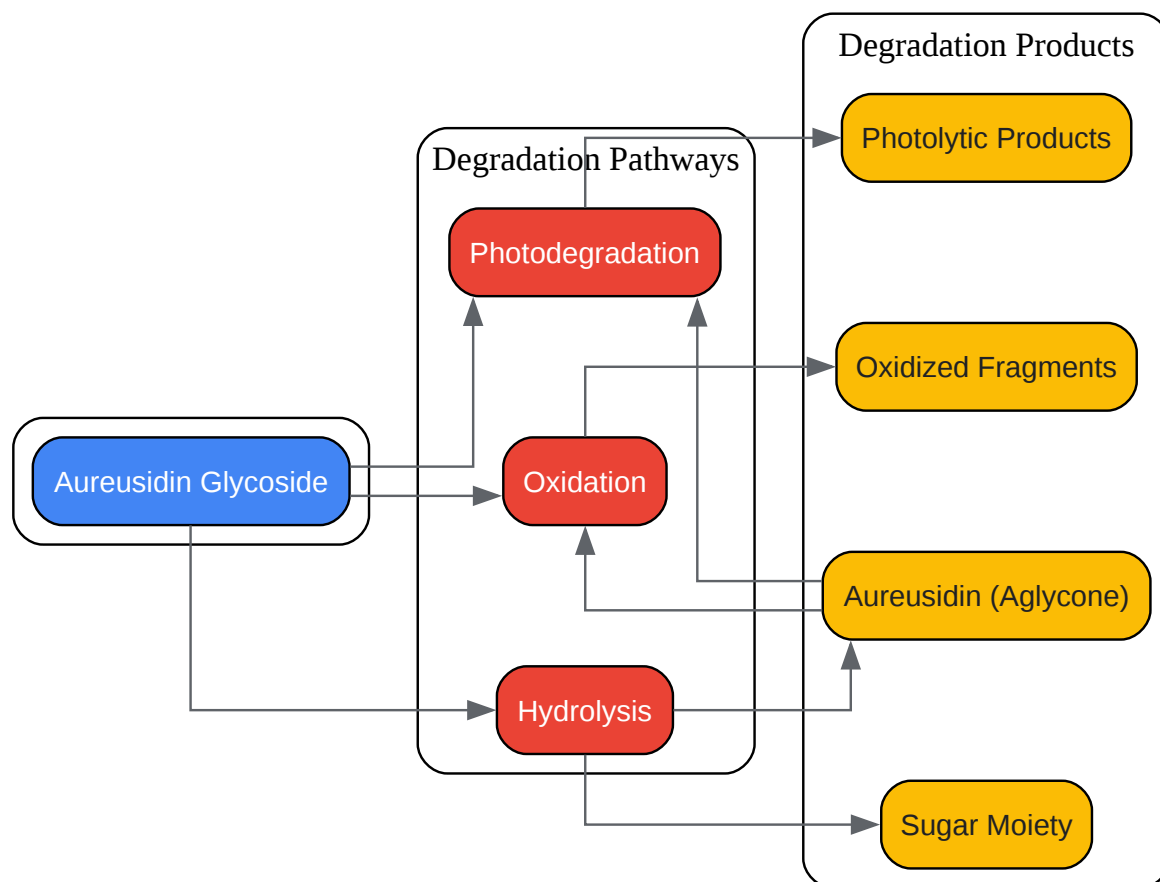 Degradation Products
Photolytic Products
Degradation Pathways
Photodegradation
Oxidized Fragments
Aureusidin Glycoside
Oxidation
Aureusidin (Aglycone)
Hydrolysis
Sugar Moiety